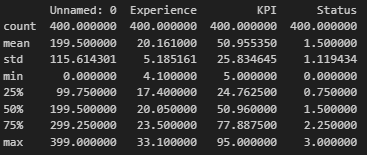 Unnamed: 0 Experience KPI Status
count 400.000000 400.000000 400.000000 400.000000
mean 199.500000 20.161000 50.955350 1.500000
std 115.614301 5.185161 25.834645 1.119434
min 0.000000 4.100000 5.000000 0.000000
25% 99.750000 17.400000 24.762500 0.750000
50% 199.500000 20.050000 50.960000 1.500000
75% 299.250000 23.500000 77.887500 2.250000
max 399.000000 33.100000 95.000000 3.000000